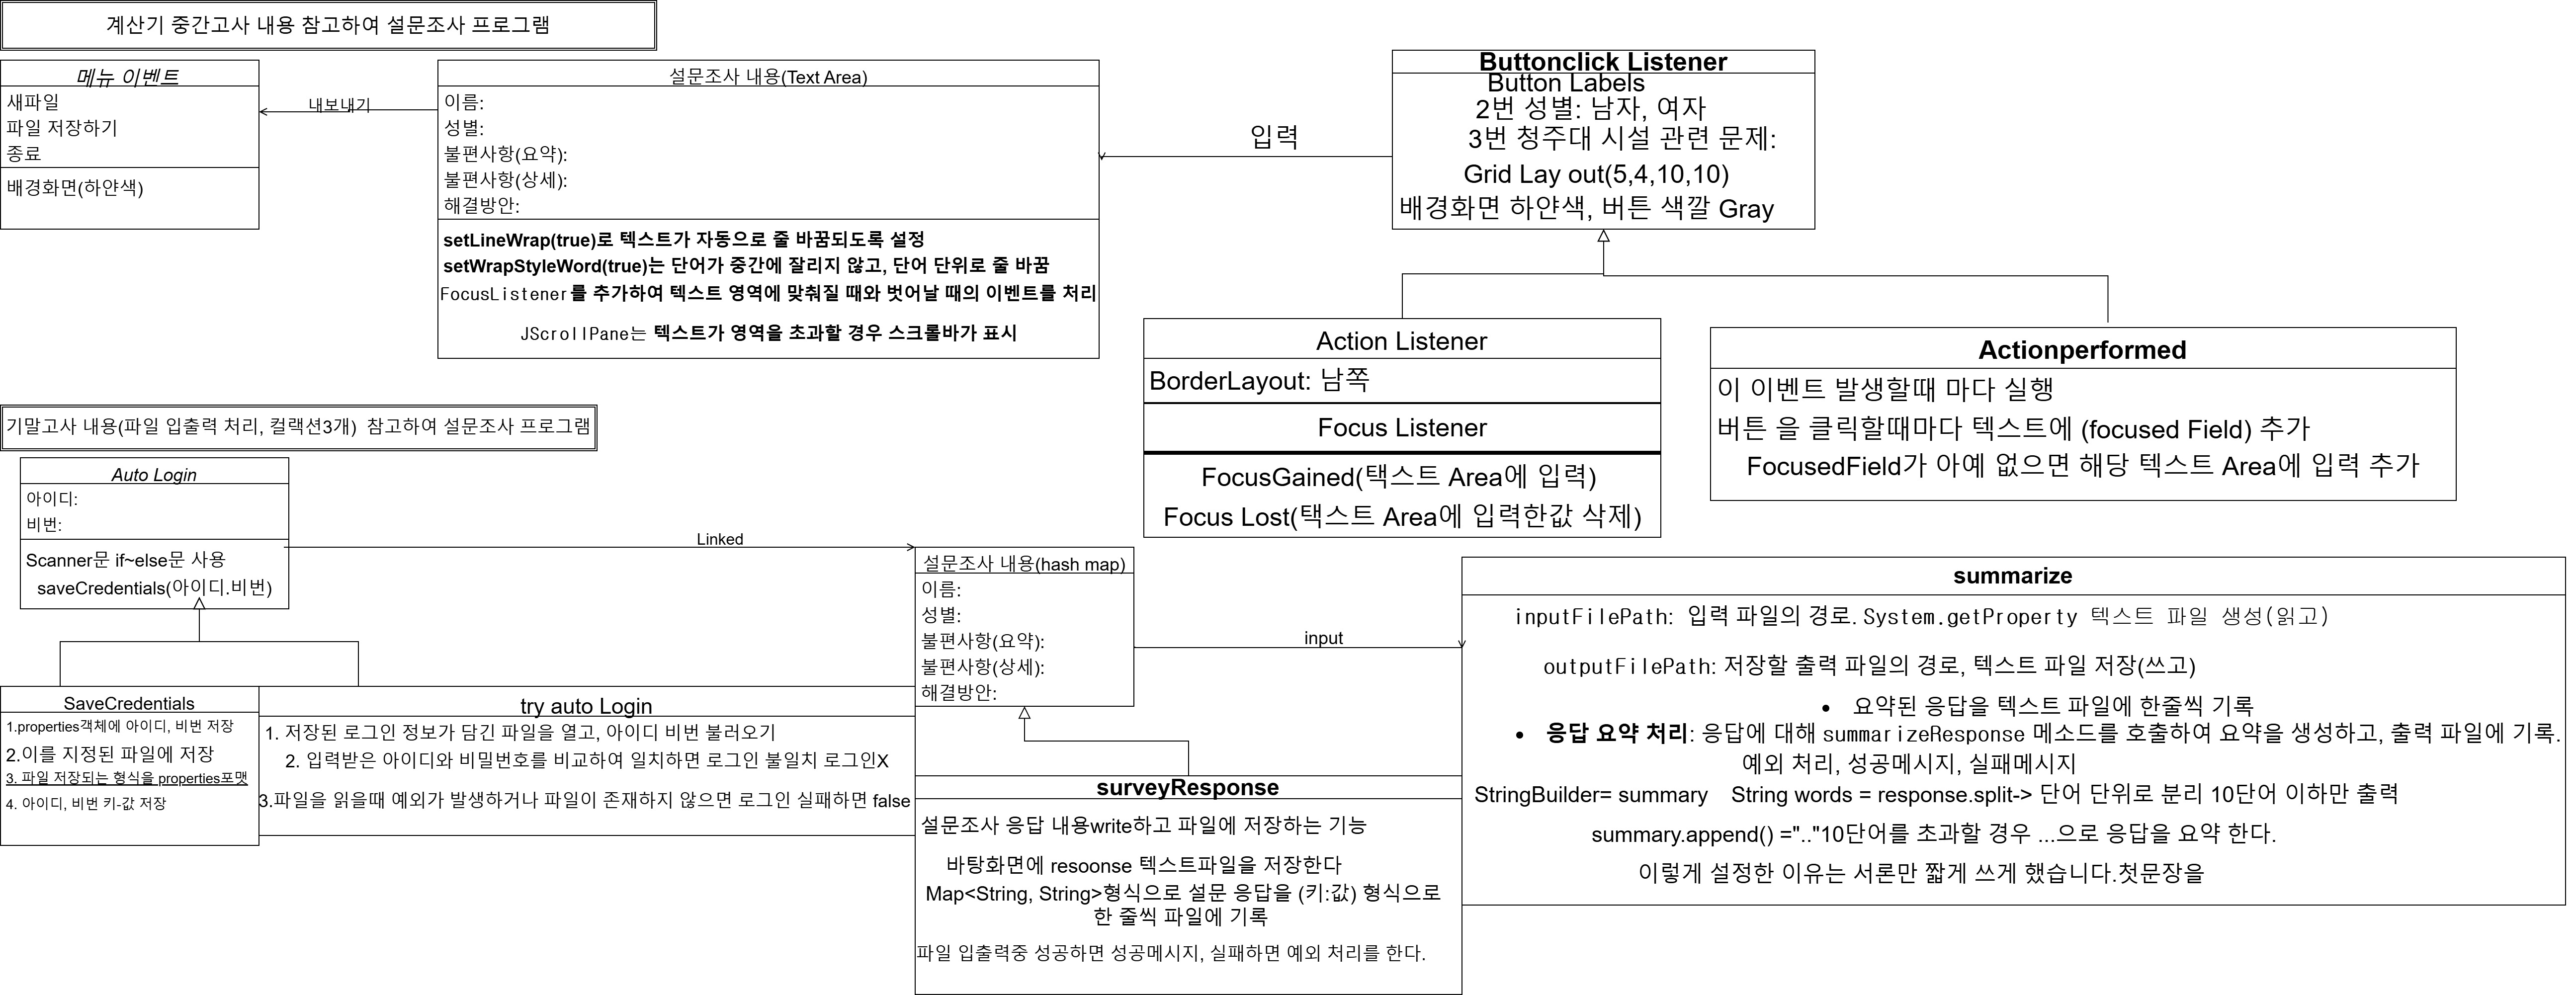 계산기 중간고사 내용 참고하여 설문조사 프로그램
메뉴 이벤트
새파일
파일 저장하기
종료
배경화면(하얀색)
내보내기
설문조사 내용(Text Area)
이름:
성별:
불편사항(요약):
불편사항(상세):
해결방안:
setLineWrap(true)로 텍스트가 자동으로 줄 바꿈되도록 설정
setWrapStyleWord(true)는 단어가 중간에 잘리지 않고, 단어 단위로 줄 바꿈
FocusListener를 추가하여 텍스트 영역에 맞춰질 때와 벗어날 때의 이벤트를 처리
JScrollPane는 텍스트가 영역을 초과할 경우 스크롤바가 표시
입력
Buttonclick Listener
Button Labels
2번 성별: 남자, 여자
3번 청주대 시설 관련 문제:
Grid Lay out(5,4,10,10)
배경화면 하얀색, 버튼 색깔 Gray
Action Listener
BorderLayout: 남쪽
Focus Listener
FocusGained(택스트 Area에 입력)
Focus Lost(택스트 Area에 입력한값 삭제)
Actionperformed
이 이벤트 발생할때 마다 실행
버튼 을 클릭할때마다 텍스트에 (focused Field) 추가
FocusedField가 아예 없으면 해당 텍스트 Area에 입력 추가
기말고사 내용(파일 입출력 처리, 컬랙션3개) 참고하여 설문조사 프로그램
Auto Login
아이디:
비번:
Scanner문 if~else문 사용
saveCredentials(아이디.비번)
Linked
SaveCredentials
1.properties객체에 아이디, 비번 저장
2.이를 지정된 파일에 저장
3. 파일 저장되는 형식을 properties포맷
4. 아이디, 비번 키-값 저장
try auto Login
1. 저장된 로그인 정보가 담긴 파일을 열고, 아이디 비번 불러오기
2. 입력받은 아이디와 비밀번호를 비교하여 일치하면 로그인 불일치 로그인X
3.파일을 읽을때 예외가 발생하거나 파일이 존재하지 않으면 로그인 실패하면 false
설문조사 내용(hash map)
이름:
성별:
불편사항(요약):
불편사항(상세):
해결방안:
input
surveyResponse
설문조사 응답 내용write하고 파일에 저장하는 기능
바탕화면에 resoonse 텍스트파일을 저장한다
Map<String, String>형식으로 설문 응답을 (키:값) 형식으로
한 줄씩 파일에 기록
파일 입출력중 성공하면 성공메시지, 실패하면 예외 처리를 한다.
summarize
inputFilePath: 입력 파일의 경로. System.getProperty 텍스트 파일 생성(읽고)
outputFilePath: 저장할 출력 파일의 경로, 텍스트 파일 저장(쓰고)
• 요약된 응답을 텍스트 파일에 한줄씩 기록
• 응답 요약 처리: 응답에 대해 summarizeResponse 메소드를 호출하여 요약을 생성하고, 출력 파일에 기록.
예외 처리, 성공메시지, 실패메시지
StringBuilder= summary String words = response.split-> 단어 단위로 분리 10단어 이하만 출력
summary.append() =".."10단어를 초과할 경우 ...으로 응답을 요약 한다.
이렇게 설정한 이유는 서론만 짧게 쓰게 했습니다.첫문장을